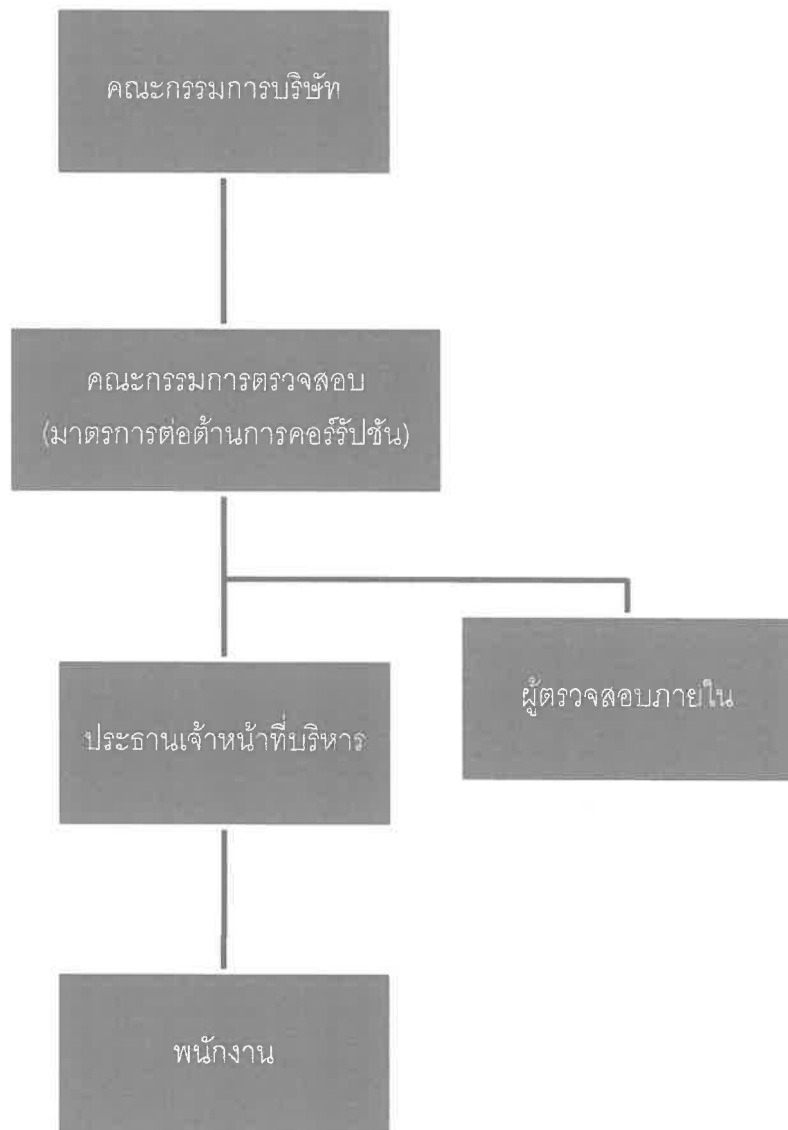 คณะกรรมการบริษัท
คณะกรรมการตรวจสอบ
(มาตรการต่อต้านการคอร์รัปชัน)
ผู้ตรวจสอบภายใน
ประธานเจ้าหน้าที่บริหาร
พนักงาน